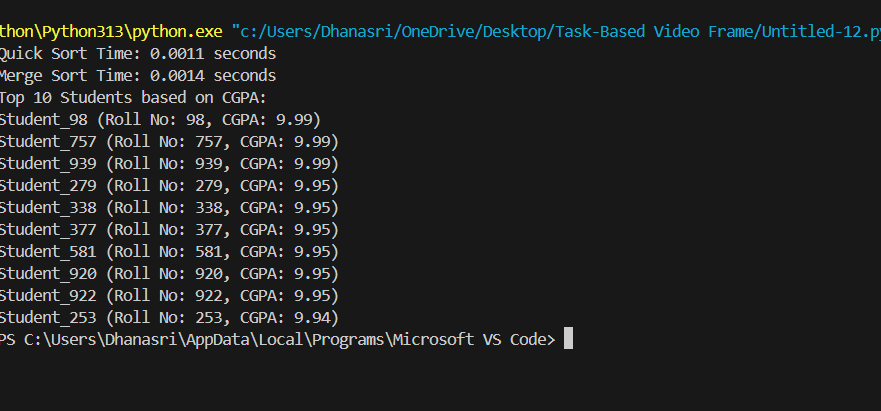 thon\Python313\python.exe "c:/Users/Dhanasri/OneDrive/Desktop/Task-Based Video Frame/Untitled-12.py
Quick Sort Time: 0.0011 seconds
Merge Sort Time: 0.0014 seconds
Top 10 Students based on CGPA:
Student_98 (Roll No: 98, CGPA: 9.99)
Student_757 (Roll No: 757, CGPA: 9.99)
Student_939 (Roll No: 939, CGPA: 9.99)
Student_279 (Roll No: 279, CGPA: 9.95)
Student_338 (Roll No: 338, CGPA: 9.95)
Student_377 (Roll No: 377, CGPA: 9.95)
Student_581 (Roll No: 581, CGPA: 9.95)
Student_920 (Roll No: 920, CGPA: 9.95)
Student_922 (Roll No: 922, CGPA: 9.95)
Student_253 (Roll No: 253, CGPA: 9.94)
PS C:\Users\Dhanasri\AppData\Local\Programs\Microsoft VS Code>